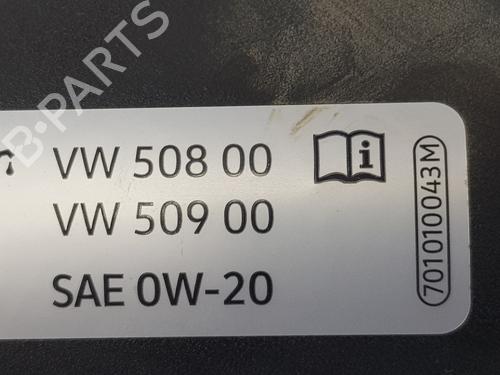 B-PARTS
VW 508 00
VW 509 00
SAE 0W-20
i
701010043M